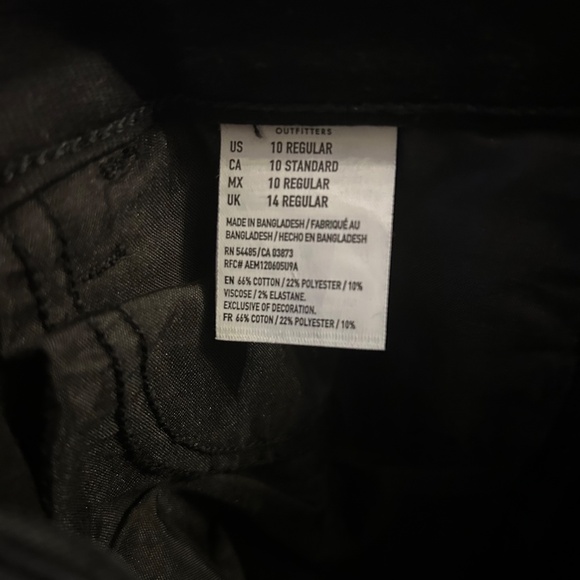 OUTFITTERS
US 10 REGULAR
CA 10 STANDARD
MX 10 REGULAR
UK 14 REGULAR
MADE IN BANGLADESH / FABRIQUÉ AU
BANGLADESH / HECHO EN BANGLADESH
RN 54485/CA 03873
RFC# AEM120605U9A
EN 66% COTTON / 22% POLYESTER / 10%
VISCOSE / 2% ELASTANE.
EXCLUSIVE OF DECORATION.
FR 66% COTON / 22% POLYESTER / 10%